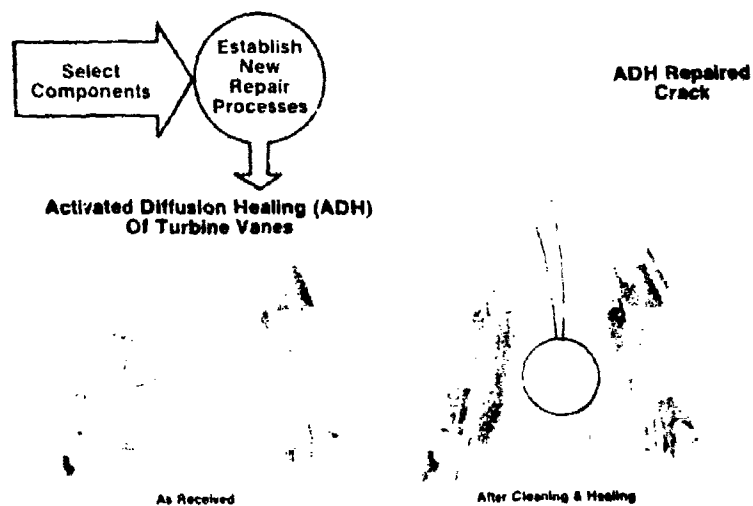 Select
Components
Establish
New
Repair
Processes
ADH Repaired
Crack
Activated Diffusion Healing (ADH)
Of Turbine Vanes
As Received
After Cleaning & Healing